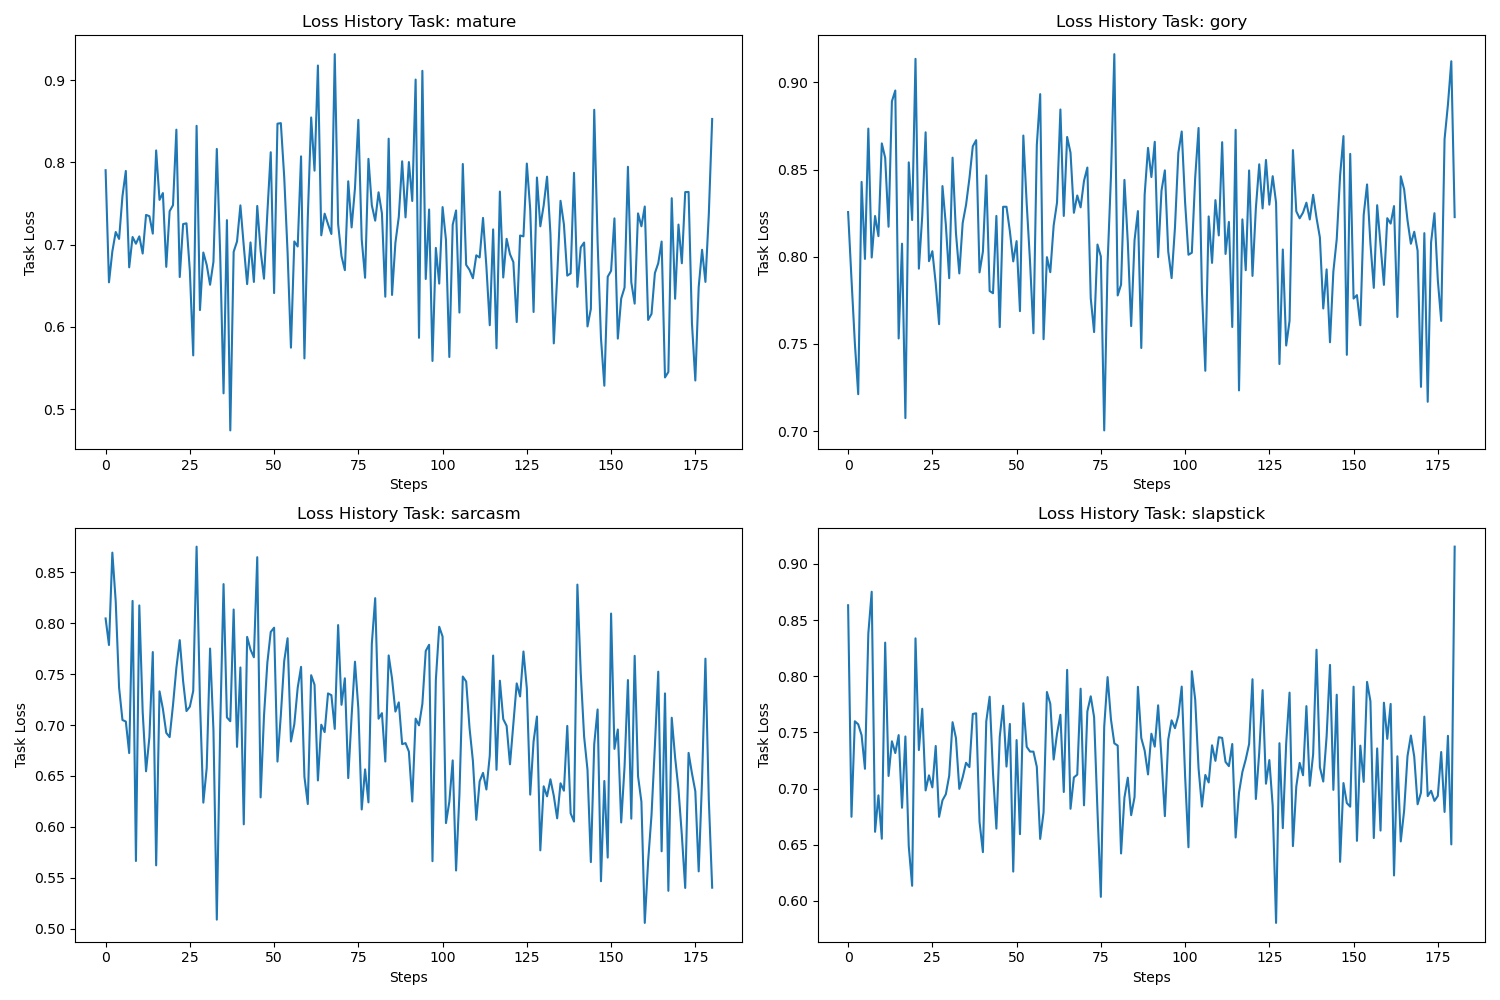 Loss History Task: mature
0.9
0.8
0.7
0.6
0.5
Task Loss
0 25 50 75 100 125 150 175
Steps
Loss History Task: gory
0.90
0.85
0.80
0.75
0.70
Task Loss
0 25 50 75 100 125 150 175
Steps
Loss History Task: sarcasm
0.85
0.80
0.75
0.70
0.65
0.60
0.55
0.50
Task Loss
0 25 50 75 100 125 150 175
Steps
Loss History Task: slapstick
0.90
0.85
0.80
0.75
0.70
0.65
0.60
Task Loss
0 25 50 75 100 125 150 175
Steps